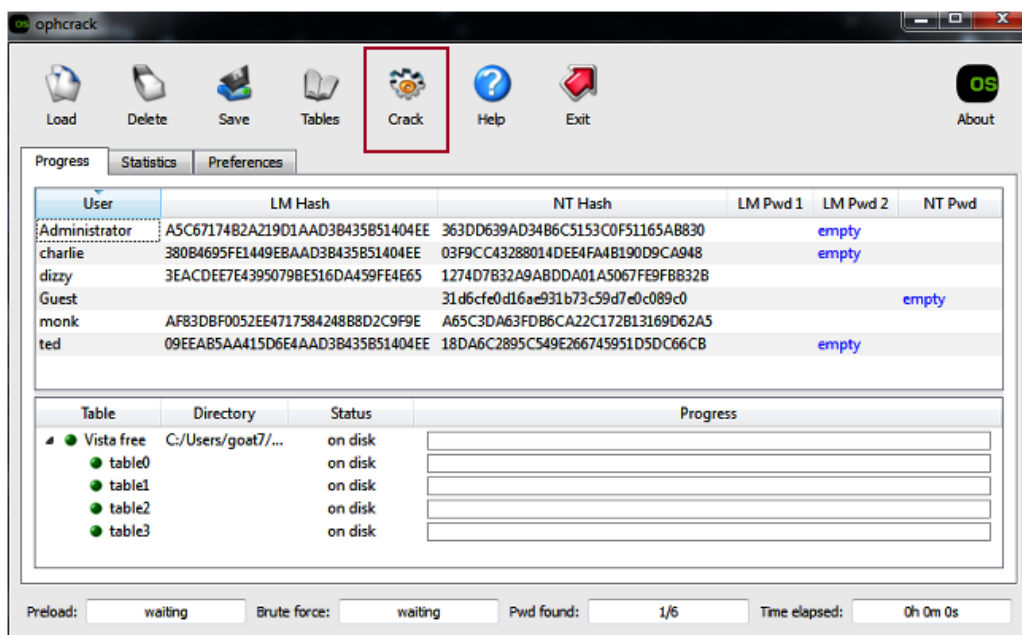 os ophcrack
Load Delete Save Tables Crack Help Exit OS About
Progress Statistics Preferences
User LM Hash NT Hash LM Pwd 1 LM Pwd 2 NT Pwd
Administrator A5C67174B2A219D1AAD3B435B51404EE 363DD639AD34B6C5153C0F51165AB830 empty
charlie 380B4695FE1449EBAAD3B435B51404EE 03F9CC43288014DEE4FA4B190D9CA948 empty
dizzy 3EACDEE7E4395079BE516DA459FE4E65 1274D7B32A9ABDDA01A5067FE9FBB32B
Guest 31d6cfe0d16ae931b73c59d7e0c089c0 empty
monk AF83DBF0052EE4717584248B8D2C9F9E A65C3DA63FDB6CA22C172B13169D62A5
ted 09EEAB5AA415D6E4AAD3B435B51404EE 18DA6C2895C549E266745951D5DC66CB empty
Table Directory Status Progress
Vista free C:/Users/goat7/... on disk
table0 on disk
table1 on disk
table2 on disk
table3 on disk
Preload: waiting Brute force: waiting Pwd found: 1/6 Time elapsed: 0h 0m 0s